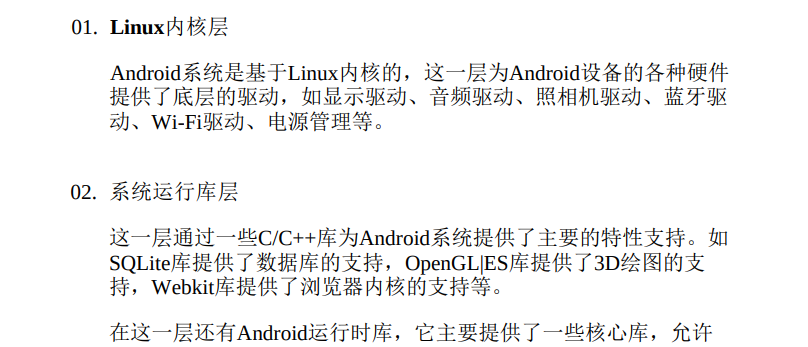 01. Linux内核层
Android系统是基于Linux内核的，这一层为Android设备的各种硬件
提供了底层的驱动，如显示驱动、音频驱动、照相机驱动、蓝牙驱
动、Wi-Fi驱动、电源管理等。
02. 系统运行库层
这一层通过一些C/C++库为Android系统提供了主要的特性支持。如
SQLite库提供了数据库的支持，OpenGL|ES库提供了3D绘图的支
持，Webkit库提供了浏览器内核的支持等。
在这一层还有Android运行时库，它主要提供了一些核心库，允许